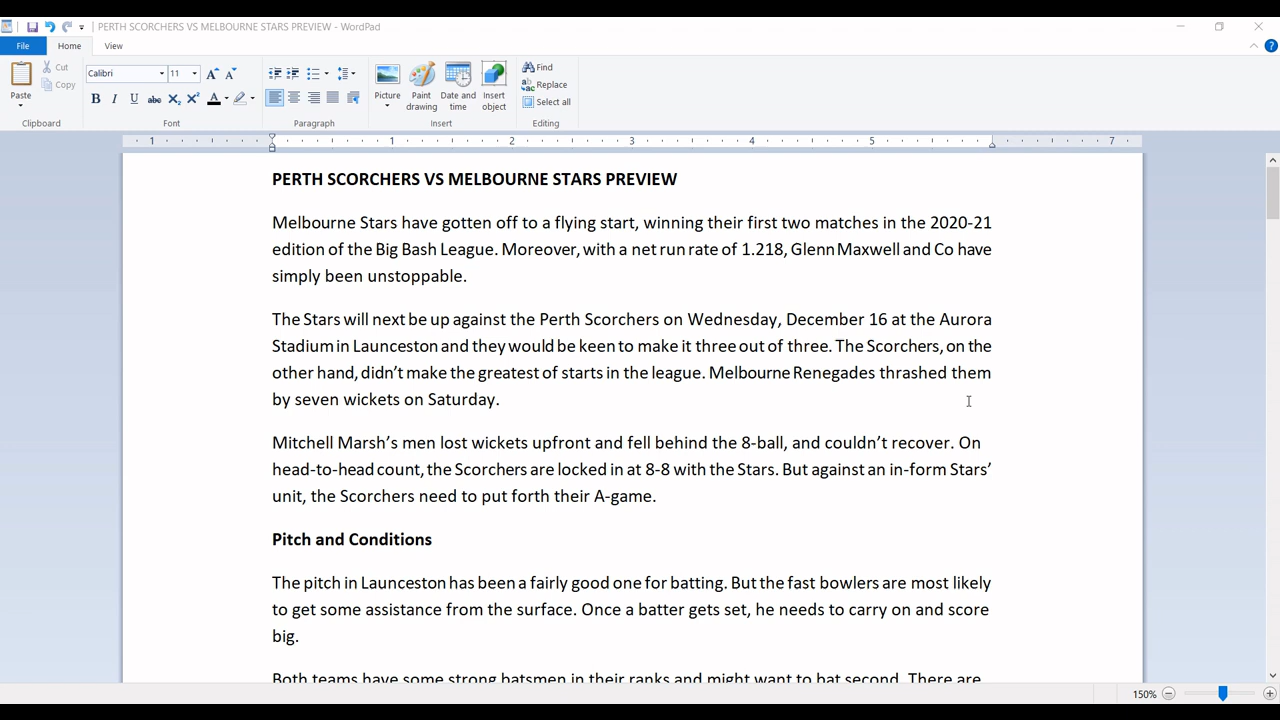 PERTH SCORCHERS VS MELBOURNE STARS PREVIEW - WordPad
File Home View
Cut
Copy
Paste
Clipboard
Calibri 11
B I U abc X₂ X² A
Font
Paragraph
Picture
Paint drawing
Date and time
Insert object
Insert
Find
Replace
Select all
Editing
1 1 2 3 4 5 7
PERTH SCORCHERS VS MELBOURNE STARS PREVIEW
Melbourne Stars have gotten off to a flying start, winning their first two matches in the 2020-21
edition of the Big Bash League. Moreover, with a net run rate of 1.218, Glenn Maxwell and Co have
simply been unstoppable.
The Stars will next be up against the Perth Scorchers on Wednesday, December 16 at the Aurora
Stadium in Launceston and they would be keen to make it three out of three. The Scorchers, on the
other hand, didn’t make the greatest of starts in the league. Melbourne Renegades thrashed them
by seven wickets on Saturday.
Mitchell Marsh’s men lost wickets upfront and fell behind the 8-ball, and couldn’t recover. On
head-to-head count, the Scorchers are locked in at 8-8 with the Stars. But against an in-form Stars’
unit, the Scorchers need to put forth their A-game.
Pitch and Conditions
The pitch in Launceston has been a fairly good one for batting. But the fast bowlers are most likely
to get some assistance from the surface. Once a batter gets set, he needs to carry on and score
big.
Both teams have some strong batsmen in their ranks and might want to bat second. There are
150%